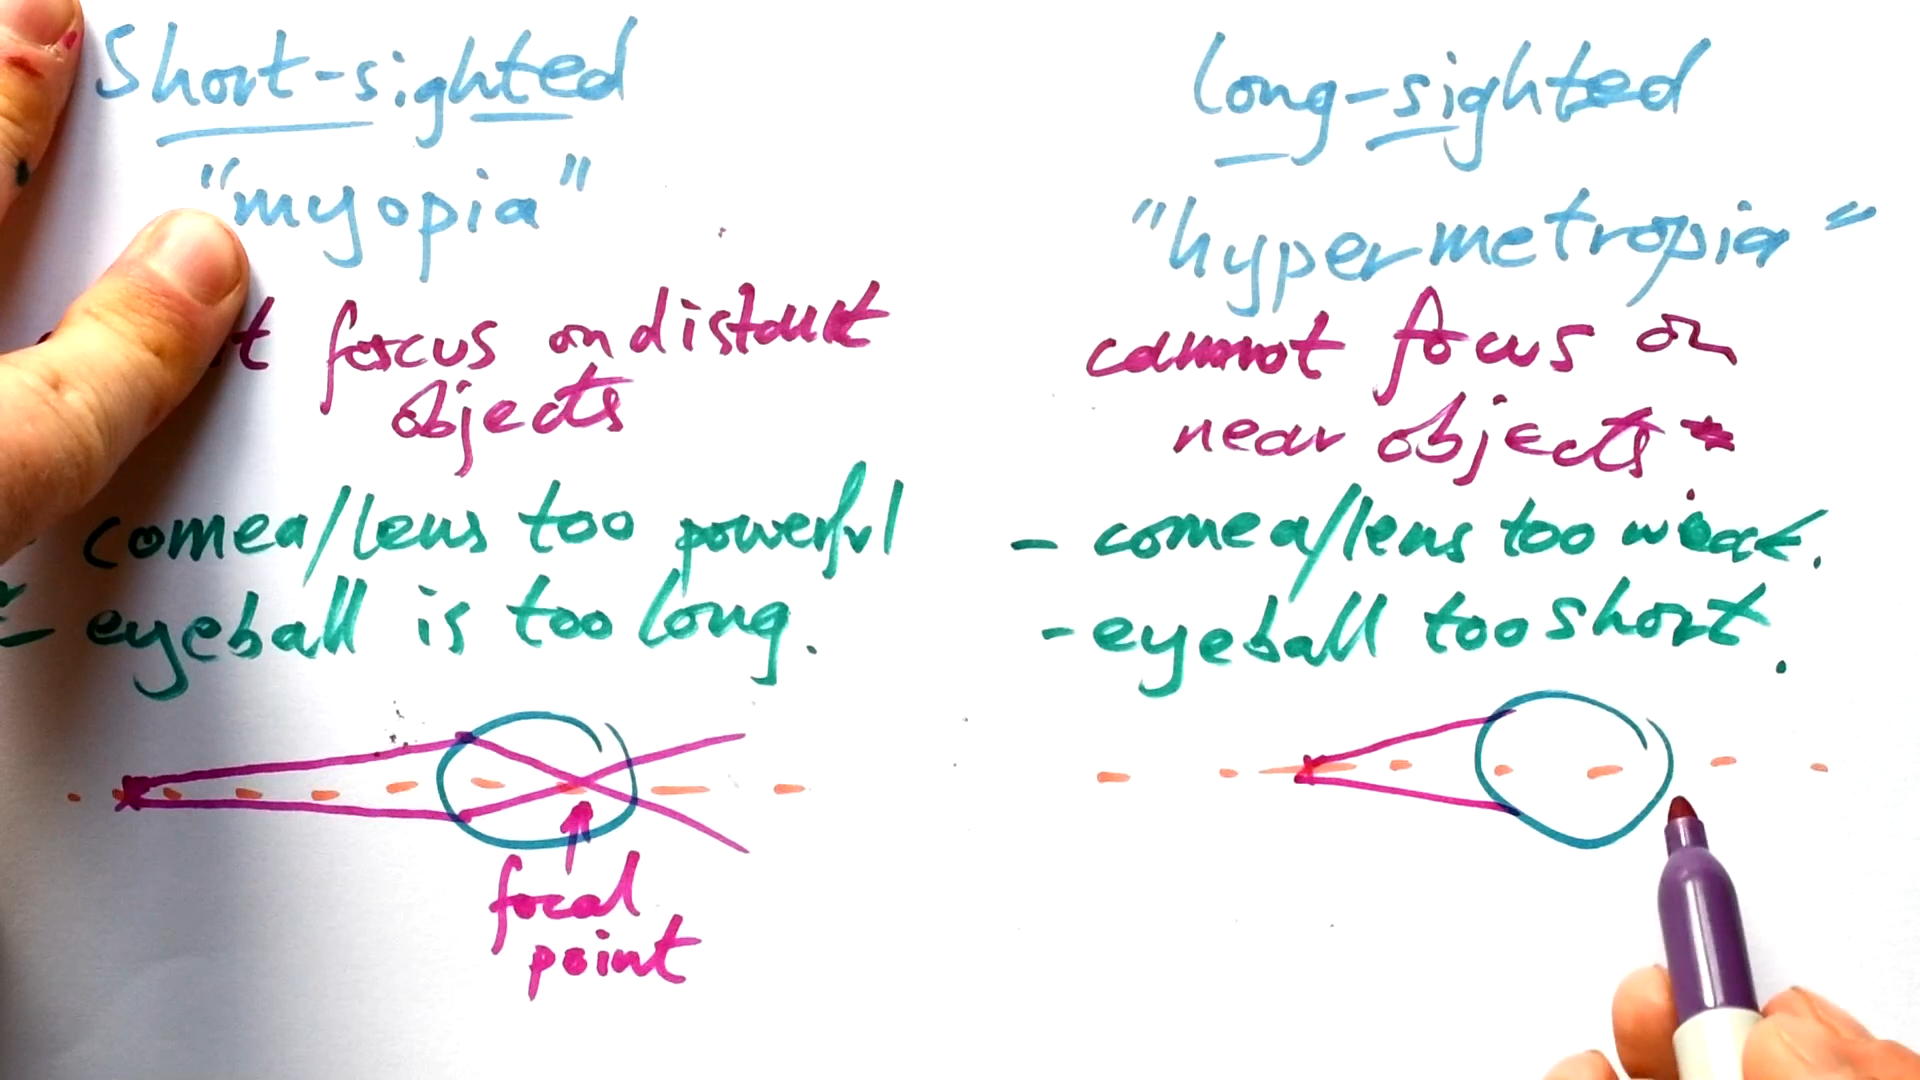 Short-sighted
"myopia"
t foscus on distant
objects
cornea/lens too powerful
- eyeball is too long.
focal
point
Long-sighted
"hypermetropia"
cannot focus on
near objects *
- cornea/lens too weak.
- eyeball too short.